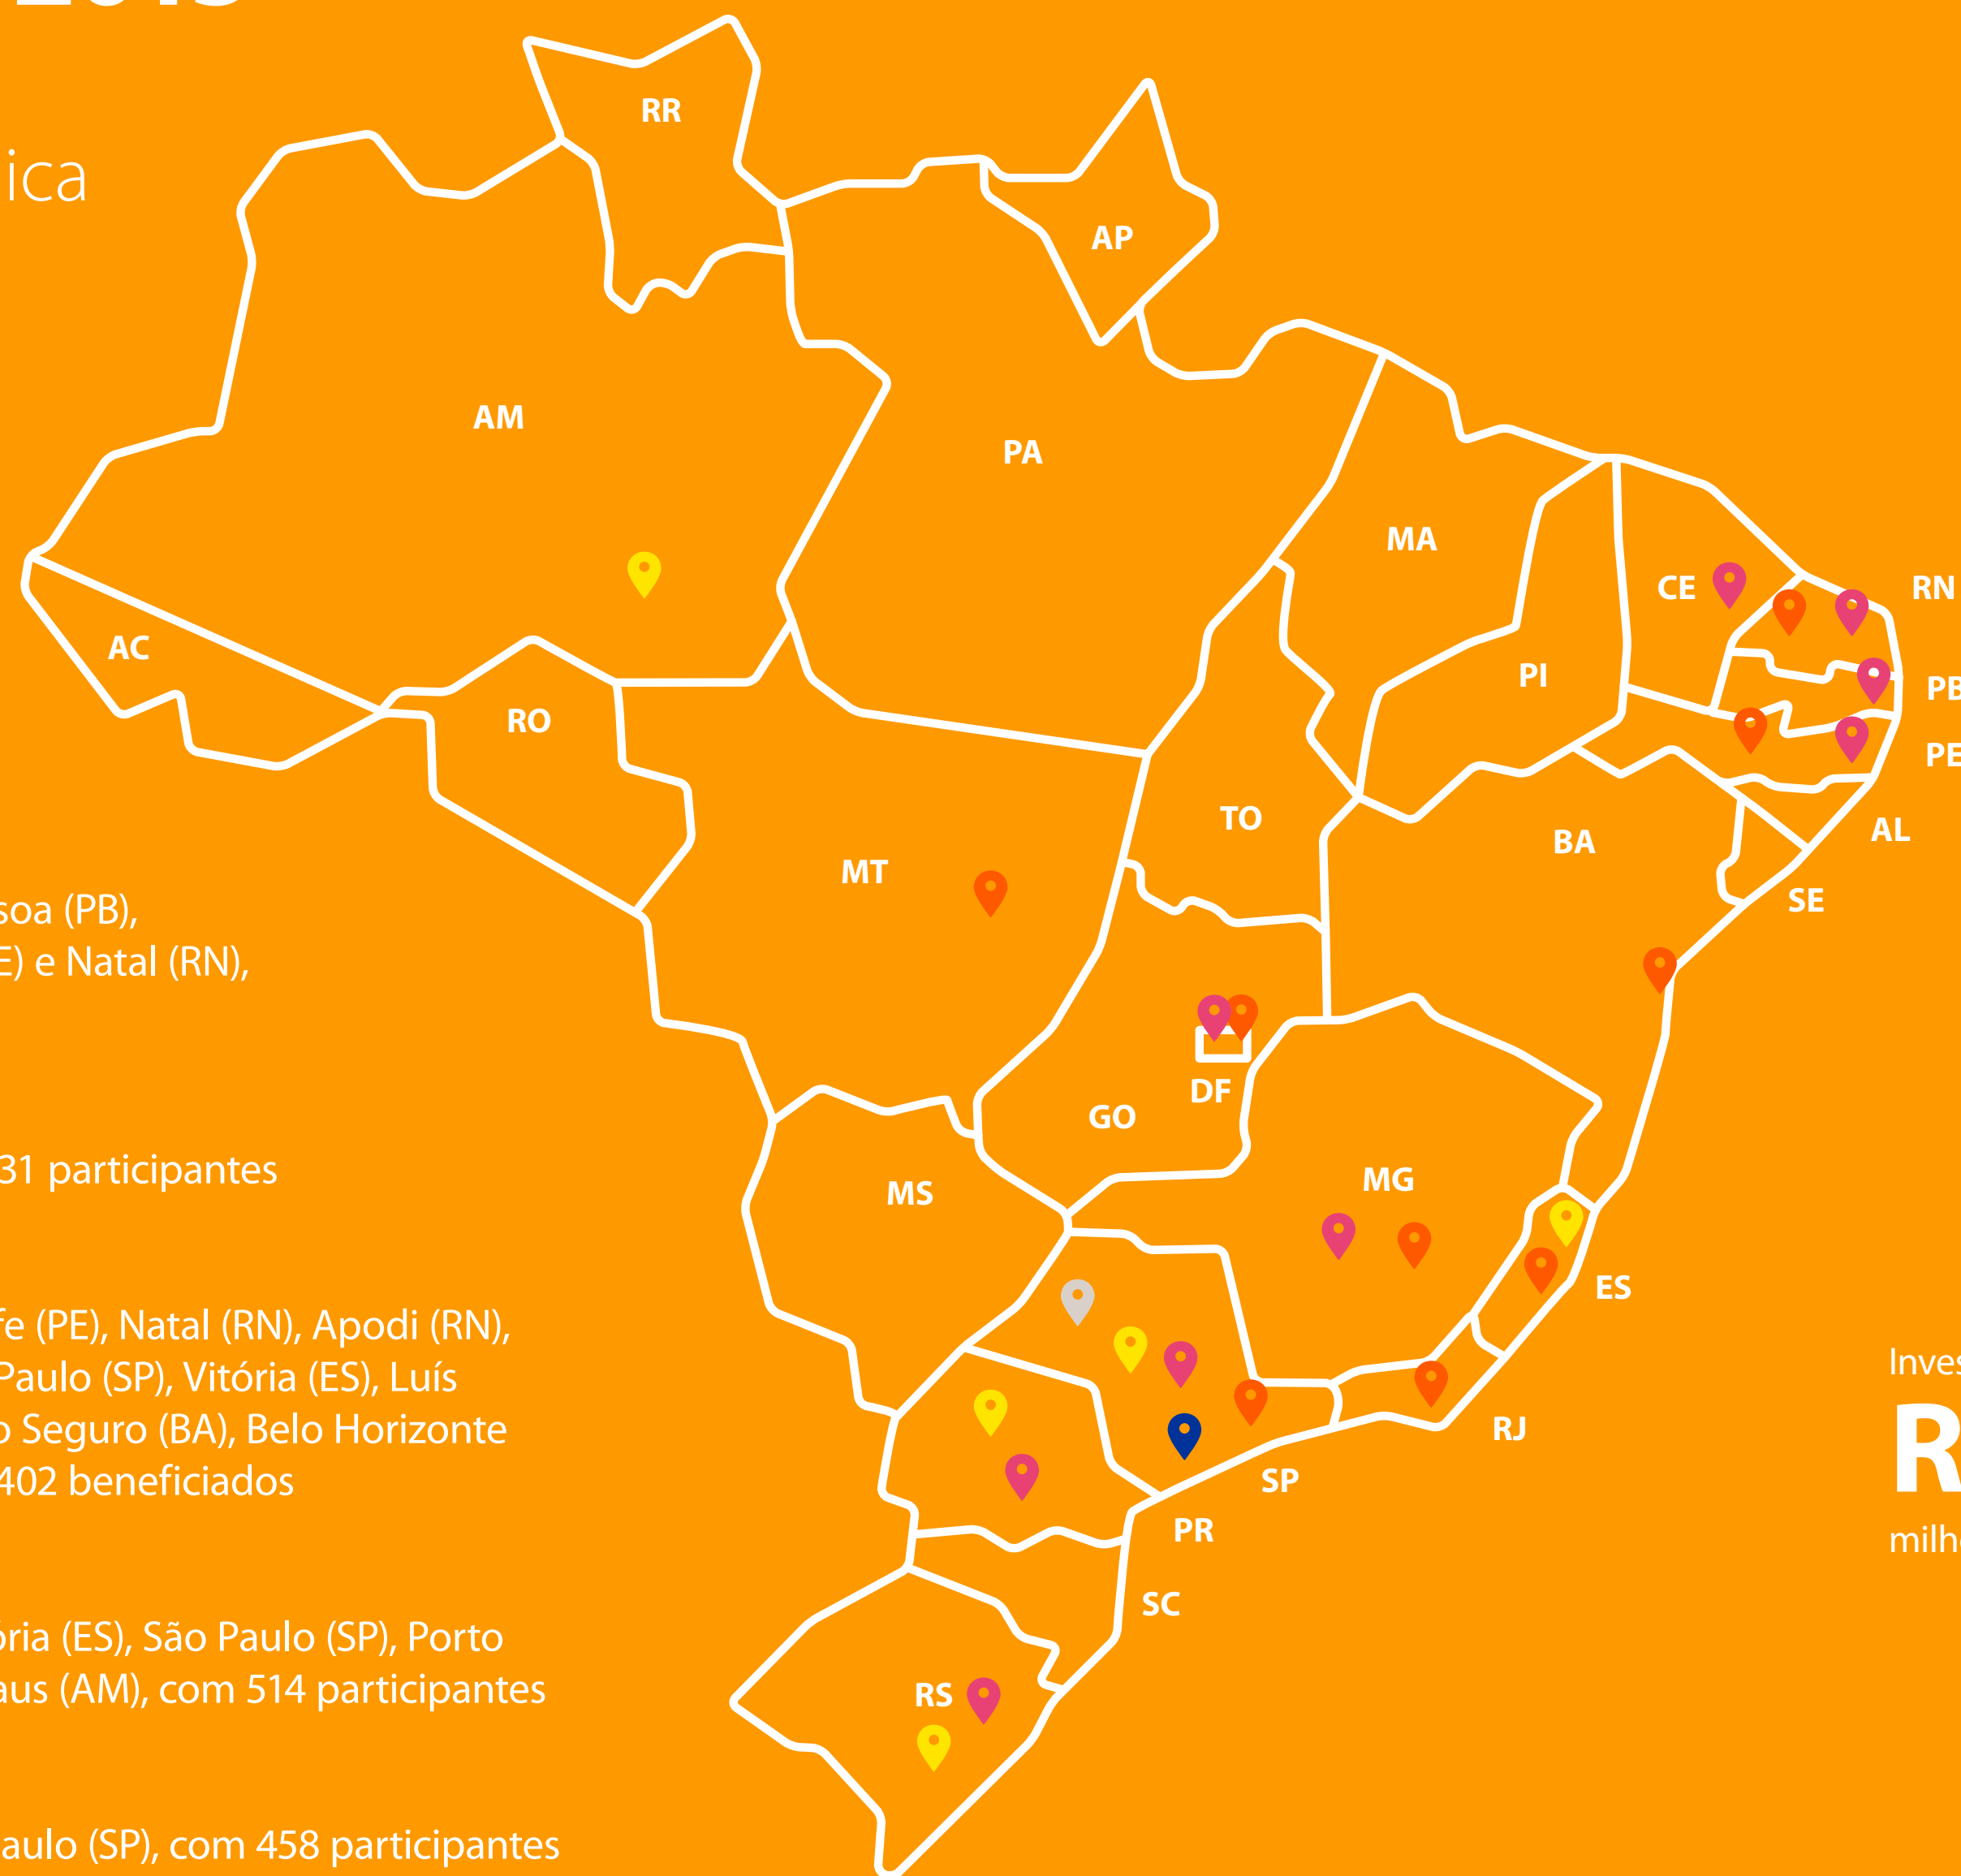 ica
RR
AP
AM
PA
MA
CE
RN
AC
PI
RO
PB
PE
TO
BA
AL
MT
SE
soa (PB),
E) e Natal (RN),
DF
GO
31 participantes
MG
MS
ES
fe (PE), Natal (RN), Apodi (RN),
Paulo (SP), Vitória (ES), Luís
o Seguro (BA), Belo Horizonte
402 beneficiados
Inves
R
milh
RJ
SP
PR
SC
ória (ES), São Paulo (SP), Porto
aus (AM), com 514 participantes
RS
aulo (SP), com 458 participantes